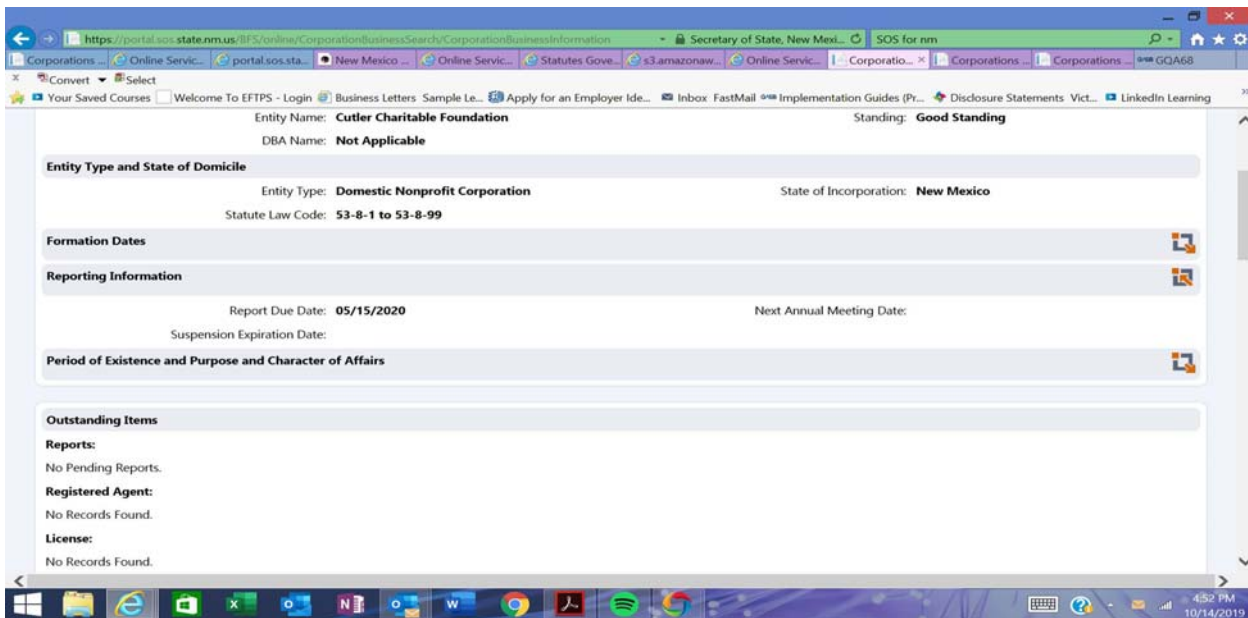 https://portal.sos.state.nm.us/BFS/online/CorporationBusinessSearch/CorporationBusinessInformation Secretary of State, New Mexi... SOS for nm
Corporations ... Online Servic... portal.sos.sta... New Mexico ... Online Servic... Statutes Gove... s3.amazonaw... Online Servic... Corporatio... Corporations ... Corporations ... GQA68
x Convert Select
Your Saved Courses Welcome To EFTPS - Login Business Letters Sample Le... Apply for an Employer Ide... Inbox FastMail Implementation Guides (Pr... Disclosure Statements Vict... LinkedIn Learning
Entity Name: Cutler Charitable Foundation Standing: Good Standing
DBA Name: Not Applicable
Entity Type and State of Domicile
Entity Type: Domestic Nonprofit Corporation State of Incorporation: New Mexico
Statute Law Code: 53-8-1 to 53-8-99
Formation Dates
Reporting Information
Report Due Date: 05/15/2020 Next Annual Meeting Date:
Suspension Expiration Date:
Period of Existence and Purpose and Character of Affairs
Outstanding Items
Reports:
No Pending Reports.
Registered Agent:
No Records Found.
License:
No Records Found.
4:52 PM
10/14/2019